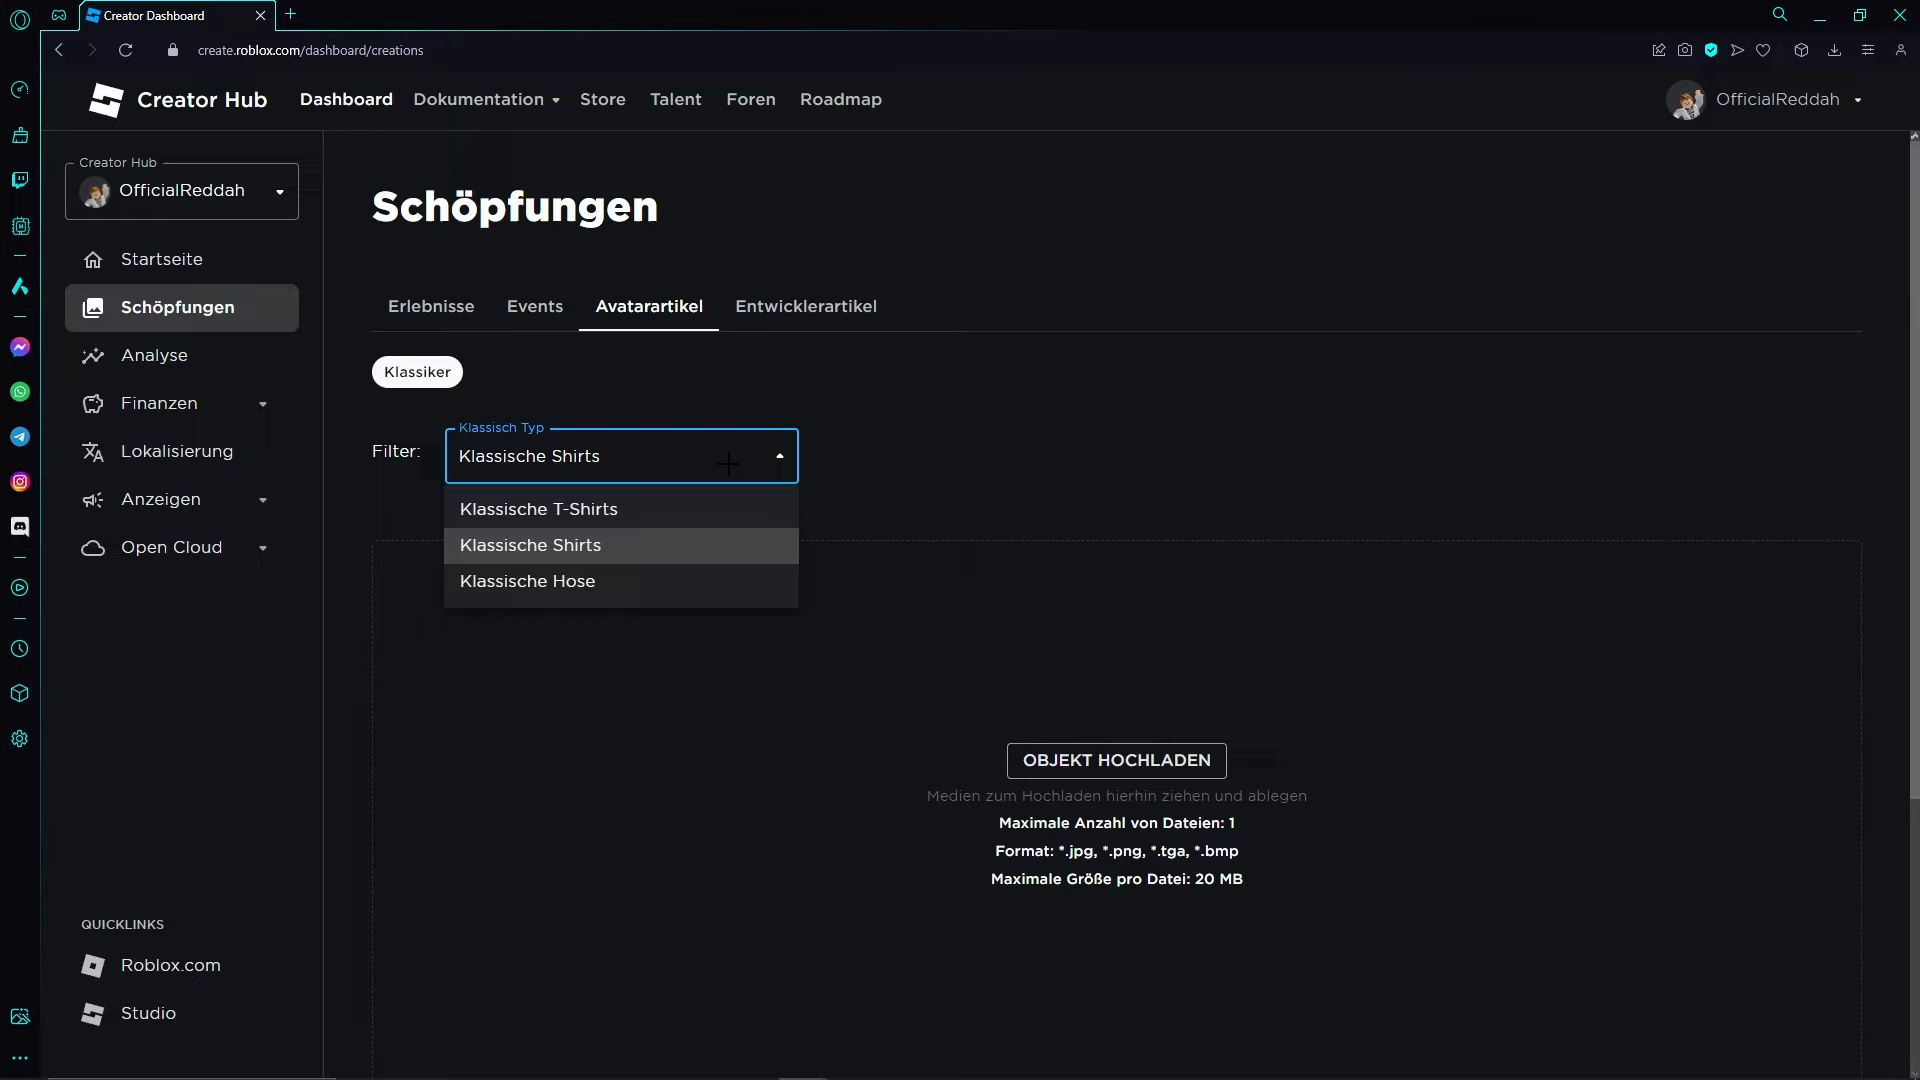 Creator Dashboard
create.roblox.com/dashboard/creations
Creator Hub
Dashboard
Dokumentation
Store
Talent
Foren
Roadmap
OfficialReddah
Creator Hub
OfficialReddah
Startseite
Schöpfungen
Analyse
Finanzen
Lokalisierung
Anzeigen
Open Cloud
QUICKLINKS
Roblox.com
Studio
Schöpfungen
Erlebnisse
Events
Avatarartikel
Entwicklerartikel
Klassiker
Filter:
Klassisch Typ
Klassische Shirts
Klassische T-Shirts
Klassische Shirts
Klassische Hose
OBJEKT HOCHLADEN
Medien zum Hochladen hierhin ziehen und ablegen
Maximale Anzahl von Dateien: 1
Format: *.jpg, *.png, *.tga, *.bmp
Maximale Größe pro Datei: 20 MB